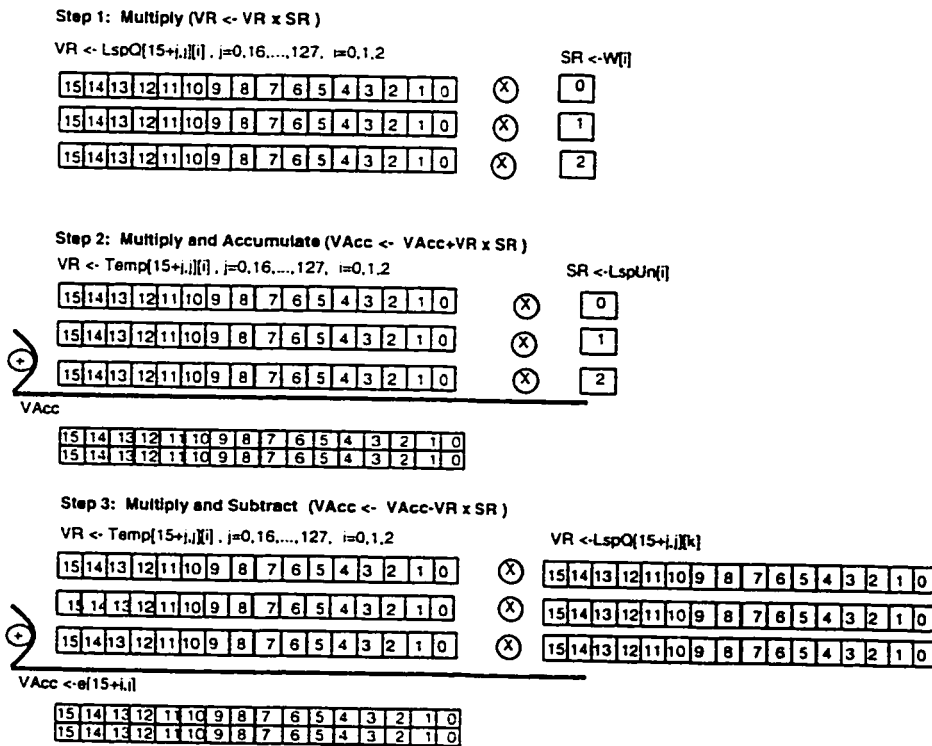 Step 1: Multiply (VR <- VR x SR )
VR <- LspQ[15+j,j][i] , j=0,16,...,127, i=0,1,2
SR <-W[i]
15 14 13 12 11 10 9 8 7 6 5 4 3 2 1 0 X 0
15 14 13 12 11 10 9 8 7 6 5 4 3 2 1 0 X 1
15 14 13 12 11 10 9 8 7 6 5 4 3 2 1 0 X 2
Step 2: Multiply and Accumulate (VAcc <- VAcc+VR x SR )
VR <- Temp[15+j,j][i] , j=0,16,...,127, i=0,1,2
SR <-LspUn[i]
15 14 13 12 11 10 9 8 7 6 5 4 3 2 1 0 X 0
15 14 13 12 11 10 9 8 7 6 5 4 3 2 1 0 X 1
+
15 14 13 12 11 10 9 8 7 6 5 4 3 2 1 0 X 2
VAcc
15 14 13 12 11 10 9 8 7 6 5 4 3 2 1 0
15 14 13 12 11 10 9 8 7 6 5 4 3 2 1 0
Step 3: Multiply and Subtract (VAcc <- VAcc-VR x SR )
VR <- Temp[15+j,j][i] , j=0,16,...,127, i=0,1,2
VR <-LspQ[15+j,j][k]
15 14 13 12 11 10 9 8 7 6 5 4 3 2 1 0 X 15 14 13 12 11 10 9 8 7 6 5 4 3 2 1 0
15 14 13 12 11 10 9 8 7 6 5 4 3 2 1 0 X 15 14 13 12 11 10 9 8 7 6 5 4 3 2 1 0
+
15 14 13 12 11 10 9 8 7 6 5 4 3 2 1 0 X 15 14 13 12 11 10 9 8 7 6 5 4 3 2 1 0
VAcc <-e[15+j,j]
15 14 13 12 11 10 9 8 7 6 5 4 3 2 1 0
15 14 13 12 11 10 9 8 7 6 5 4 3 2 1 0